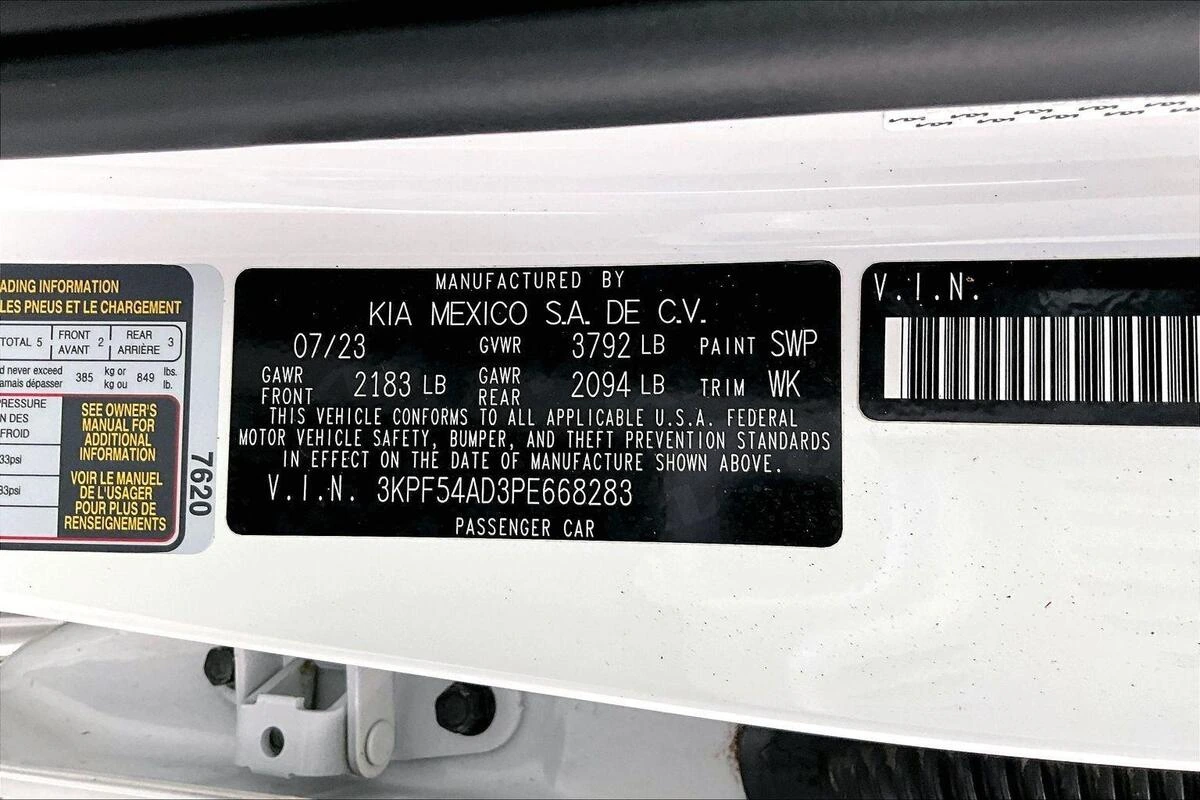 ADING INFORMATION
LES PNEUS ET LE CHARGEMENT
TOTAL 5 FRONT AVANT 2 REAR ARRIÈRE 3
d never exceed
amais dépasser 385 kg or kg ou 849 lbs. lb.
PRESSURE
N DES
FROID
33psi
33psi
SEE OWNER'S
MANUAL FOR
ADDITIONAL
INFORMATION
VOIR LE MANUEL
DE L'USAGER
POUR PLUS DE
RENSEIGNEMENTS
7620
MANUFACTURED BY
KIA MEXICO S.A. DE C.V.
07/23 GVWR 3792 LB PAINT SWP
GAWR FRONT 2183 LB GAWR REAR 2094 LB TRIM WK
THIS VEHICLE CONFORMS TO ALL APPLICABLE U.S.A. FEDERAL
MOTOR VEHICLE SAFETY, BUMPER, AND THEFT PREVENTION STANDARDS
IN EFFECT ON THE DATE OF MANUFACTURE SHOWN ABOVE.
V.I.N. 3KPF54AD3PE668283
PASSENGER CAR
V.I.N.